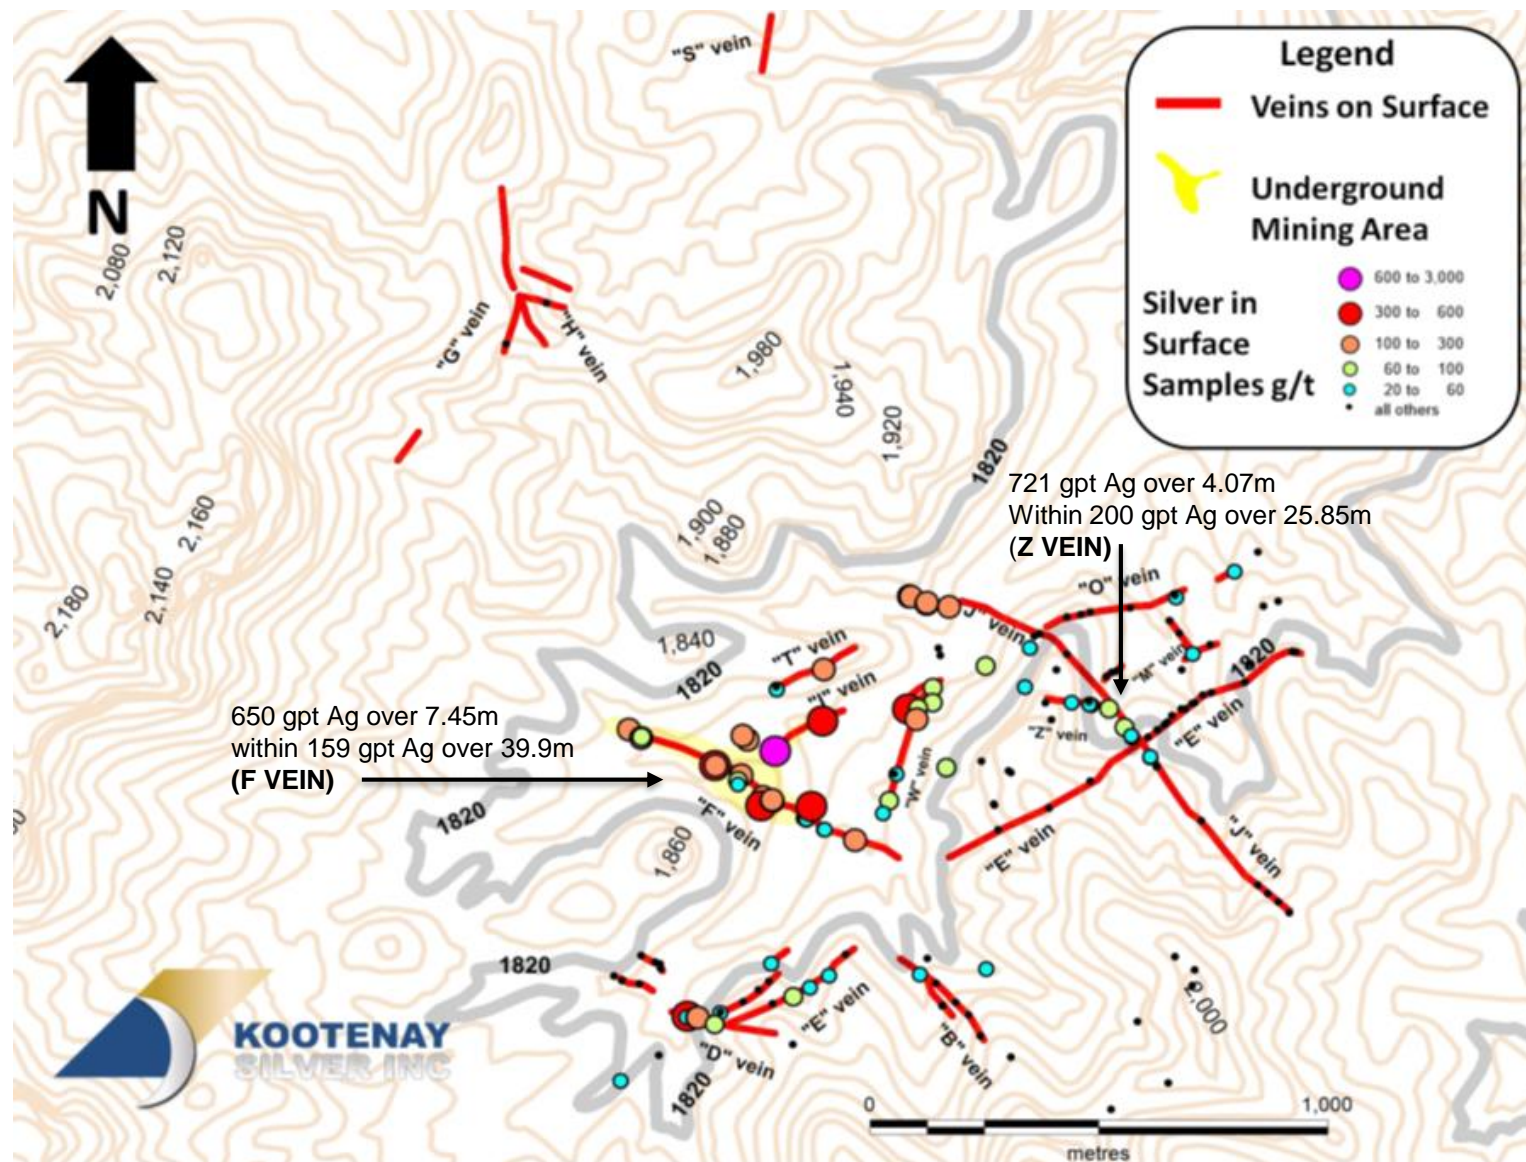 "S" vein
N
2,080
2,120
Legend
Veins on Surface
Underground
Mining Area
Silver in
Surface
Samples g/t
600 to 3,000
300 to 600
100 to 300
60 to 100
20 to 60
all others
"G" vein
"H" vein
1,980
1,940
1,920
1820
2,160
2,140
2,180
1,900
1,880
721 gpt Ag over 4.07m
Within 200 gpt Ag over 25.85m
(Z VEIN)
"O" vein
J" vein
"M" vein
1820
1,840
1820
"T" vein
"I" vein
"Z" vein
"E" vein
650 gpt Ag over 7.45m
within 159 gpt Ag over 39.9m
(F VEIN)
"W" vein
"F" vein
1820
1,860
"E" vein
"J" vein
1820
"E" vein
"D" vein
"B" vein
2,000
1820
KOOTENAY
SILVER INC
0
1,000
metres